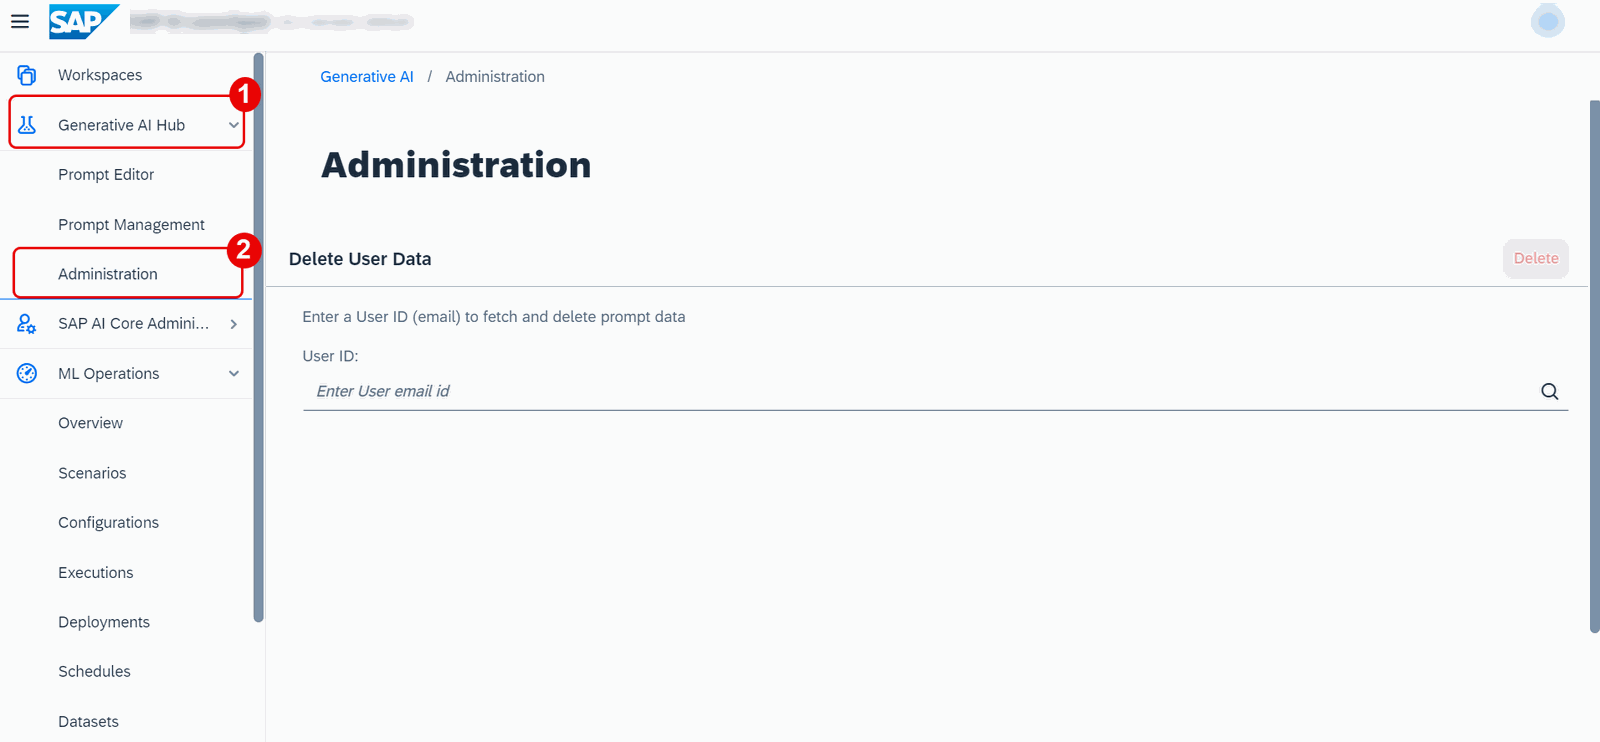 SAP
Workspaces
1
Generative AI Hub
Prompt Editor
Prompt Management
2
Administration
SAP AI Core Admini...
ML Operations
Overview
Scenarios
Configurations
Executions
Deployments
Schedules
Datasets
Generative AI / Administration
Administration
Delete User Data
Delete
Enter a User ID (email) to fetch and delete prompt data
User ID:
Enter User email id